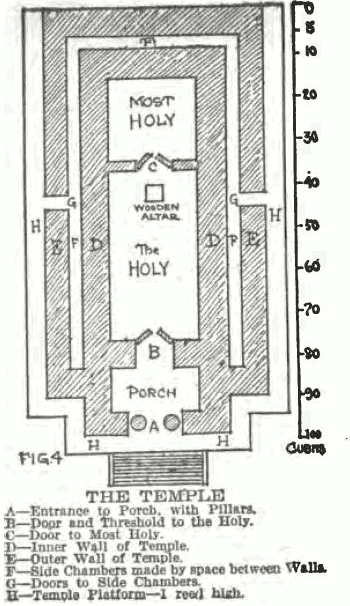 0
5
10
20
30
40
50
60
70
80
90
100
CUBITS
F
MOST
HOLY
C
WOODEN
ALTAR
G G
H E F D D F E H
The
HOLY
B
PORCH
A
H H
FIG. 4
THE TEMPLE
A—Entrance to Porch, with Pillars.
B—Door and Threshold to the Holy.
C—Door to Most Holy.
D—Inner Wall of Temple.
E—Outer Wall of Temple.
F—Side Chambers made by space between Walls.
G—Doors to Side Chambers.
H—Temple Platform—1 reed high.